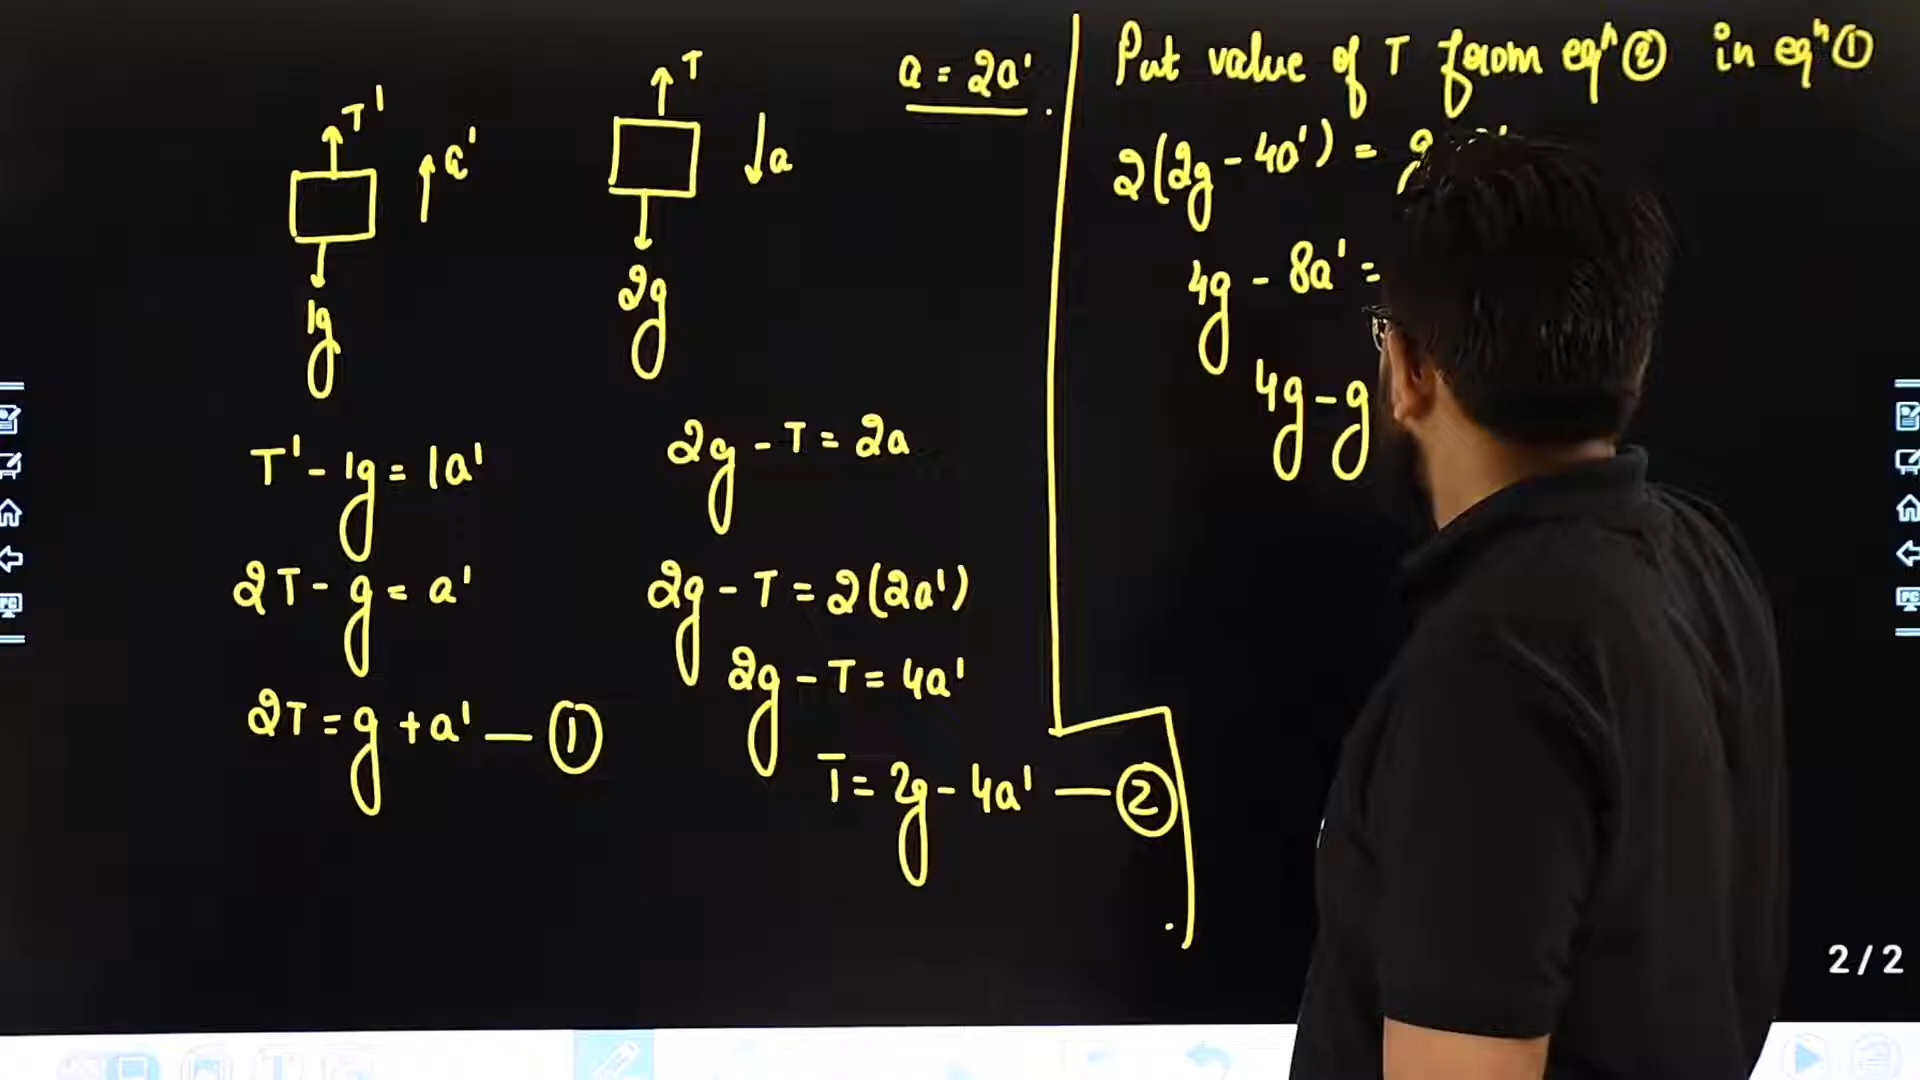 T'
a'
1g
T
a
2g
a = 2a'
T' - 1g = 1a'
2T - g = a'
2T = g + a' — ①
2g - T = 2a
2g - T = 2(2a')
2g - T = 4a'
T = 2g - 4a' — ②
Put value of T from eqⁿ ② in eqⁿ ①
2(2g - 4a') = g
4g - 8a' =
4g - g
2/2